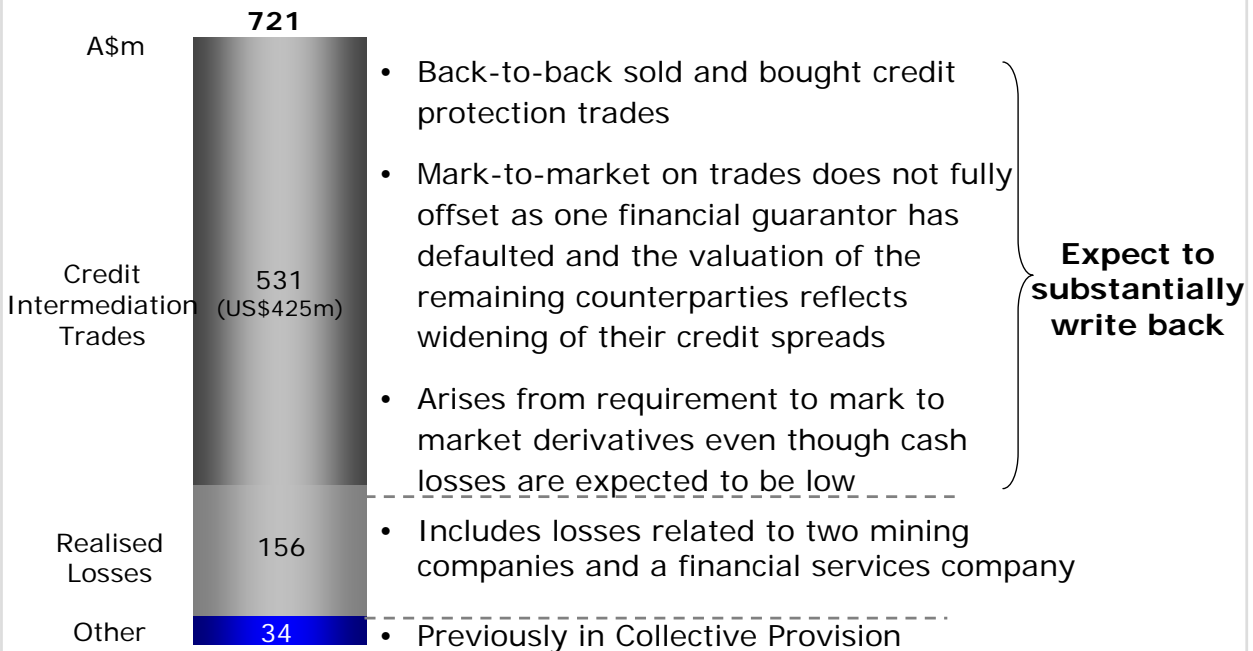 721
A$m
• Back-to-back sold and bought credit
protection trades
• Mark-to-market on trades does not fully
offset as one financial guarantor has
defaulted and the valuation of the
remaining counterparties reflects
widening of their credit spreads
• Arises from requirement to mark to
market derivatives even though cash
losses are expected to be low
Expect to
substantially
write back
Credit
Intermediation
Trades
531
(US$425m)
Realised
Losses
156
• Includes losses related to two mining
companies and a financial services company
Other
34
• Previously in Collective Provision